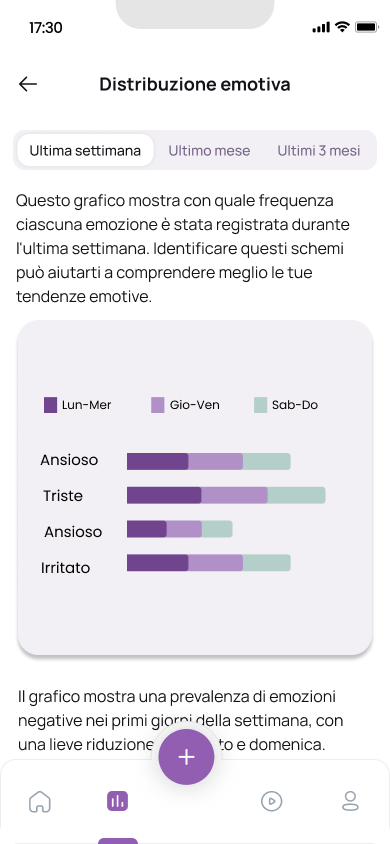 17:30
Distribuzione emotiva
Ultima settimana Ultimo mese Ultimi 3 mesi
Questo grafico mostra con quale frequenza
ciascuna emozione è stata registrata durante
l'ultima settimana. Identificare questi schemi
può aiutarti a comprendere meglio le tue
tendenze emotive.
Lun-Mer Gio-Ven Sab-Do
Ansioso
Triste
Ansioso
Irritato
Il grafico mostra una prevalenza di emozioni
negative nei primi giorni della settimana, con
una lieve riduzione to e domenica.